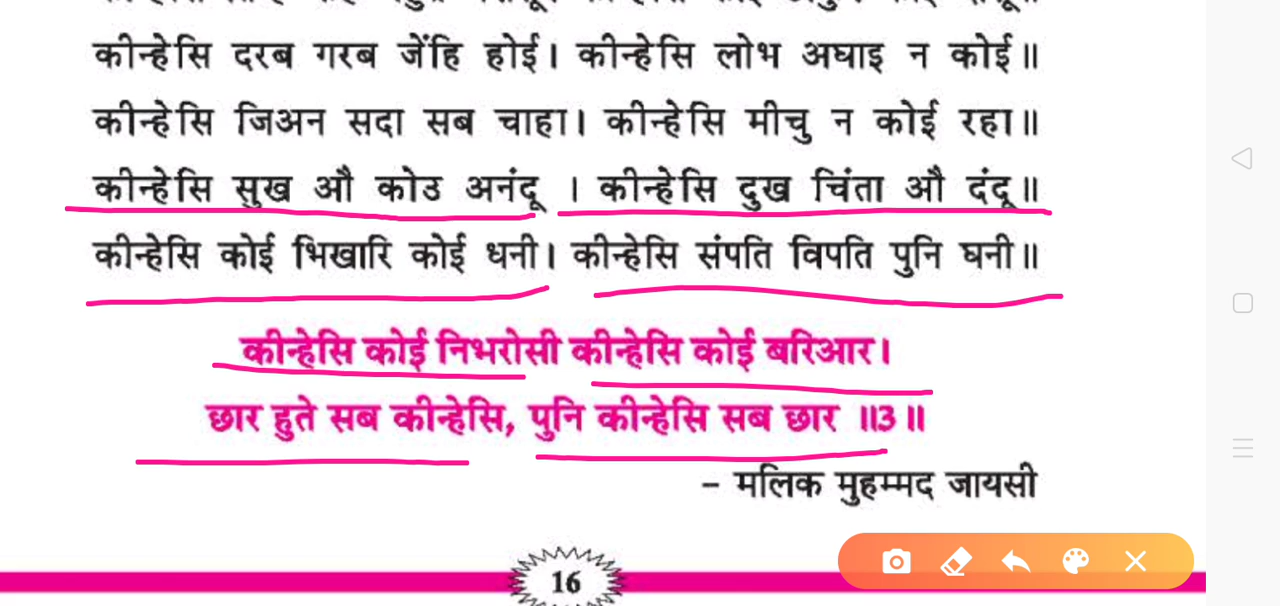 कीन्हेसि दरब गरब जेंहि होई। कीन्हेसि लोभ अघाइ न कोई॥
कीन्हेसि जिअन सदा सब चाहा। कीन्हेसि मीचु न कोई रहा॥
कीन्हेसि सुख औ कोउ अनंदू । कीन्हेसि दुख चिंता औ दंदू॥
कीन्हेसि कोई भिखारि कोई धनी। कीन्हेसि संपति विपति पुनि घनी॥
कीन्हेसि कोई निभरोसी कीन्हेसि कोई बरिआर।
छार हुते सब कीन्हेसि, पुनि कीन्हेसि सब छार ॥3॥
– मलिक मुहम्मद जायसी
16